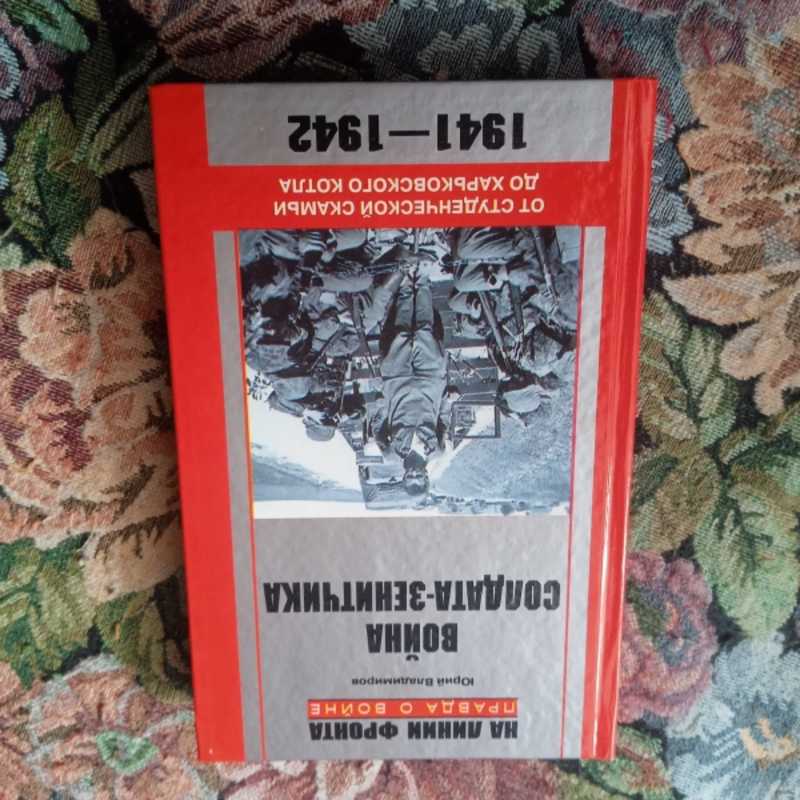 НА ЛИНИИ ФРОНТА
ПРАВДА О ВОЙНЕ
Юрий Владимиров
ВОЙНА
СОЛДАТА-ЗЕНИТЧИКА
ОТ СТУДЕНЧЕСКОЙ СКАМЬИ
ДО ХАРЬКОВСКОГО КОТЛА
1941—1942